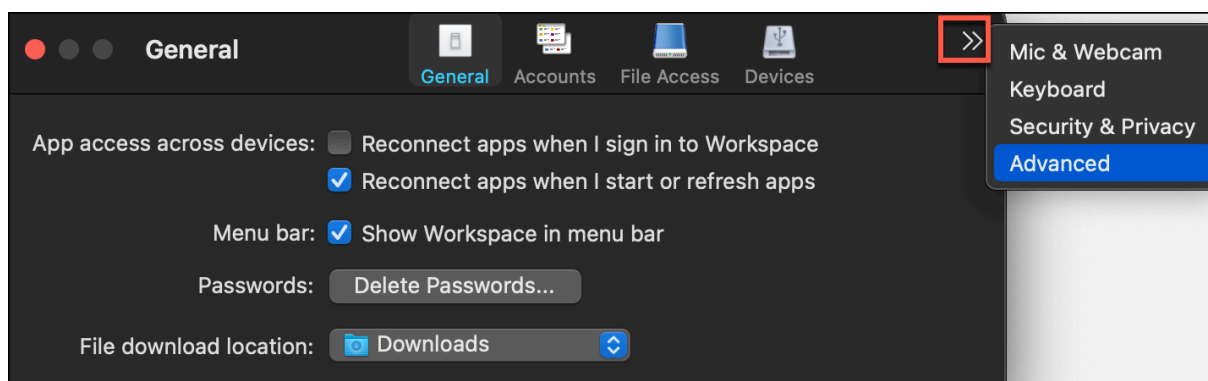 General
General
Accounts
File Access
Devices
Mic & Webcam
Keyboard
Security & Privacy
Advanced
App access across devices: Reconnect apps when I sign in to Workspace
Reconnect apps when I start or refresh apps
Menu bar: Show Workspace in menu bar
Passwords: Delete Passwords...
File download location: Downloads